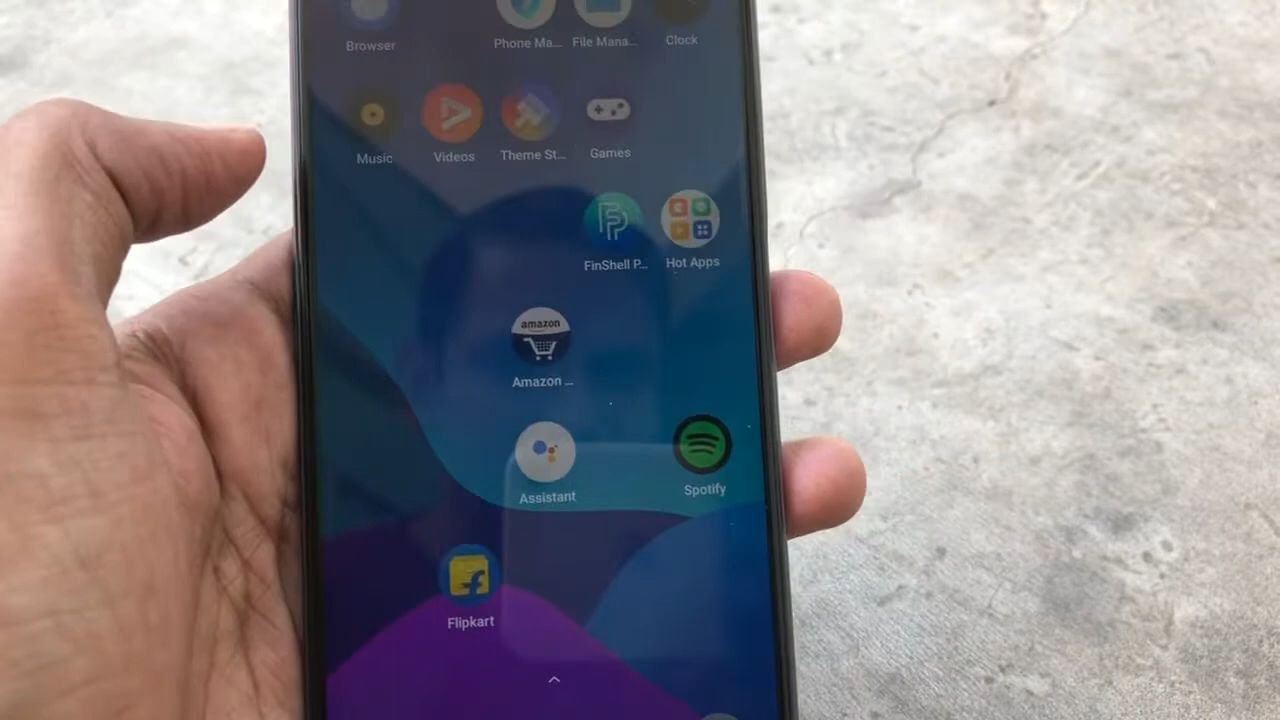 Browser
Phone Ma...
File Mana...
Clock
Music
Videos
Theme St...
Games
FinShell P...
Hot Apps
amazon
Amazon ...
Assistant
Spotify
Flipkart